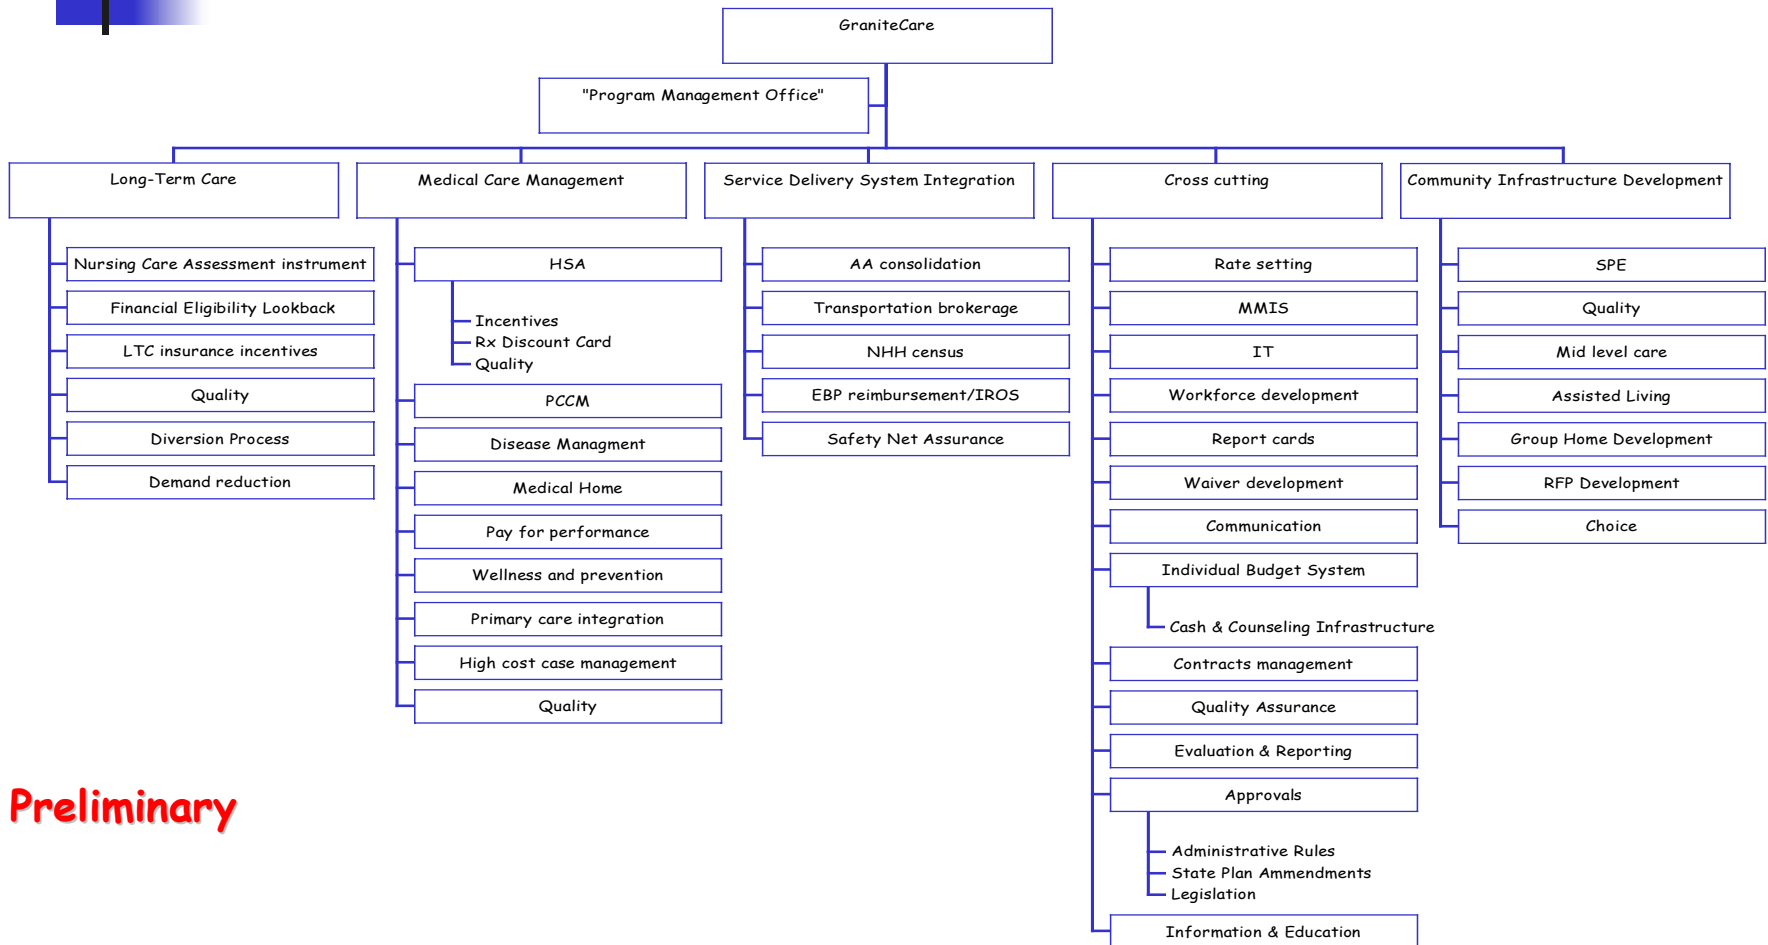 GraniteCare
"Program Management Office"
Long-Term Care
Nursing Care Assessment instrument
Financial Eligibility Lookback
LTC insurance incentives
Quality
Diversion Process
Demand reduction
Medical Care Management
HSA
Incentives
Rx Discount Card
Quality
PCCM
Disease Managment
Medical Home
Pay for performance
Wellness and prevention
Primary care integration
High cost case management
Quality
Service Delivery System Integration
AA consolidation
Transportation brokerage
NHH census
EBP reimbursement/IROS
Safety Net Assurance
Cross cutting
Rate setting
MMIS
IT
Workforce development
Report cards
Waiver development
Communication
Individual Budget System
Cash & Counseling Infrastructure
Contracts management
Quality Assurance
Evaluation & Reporting
Approvals
Administrative Rules
State Plan Ammendments
Legislation
Information & Education
Community Infrastructure Development
SPE
Quality
Mid level care
Assisted Living
Group Home Development
RFP Development
Choice
Preliminary